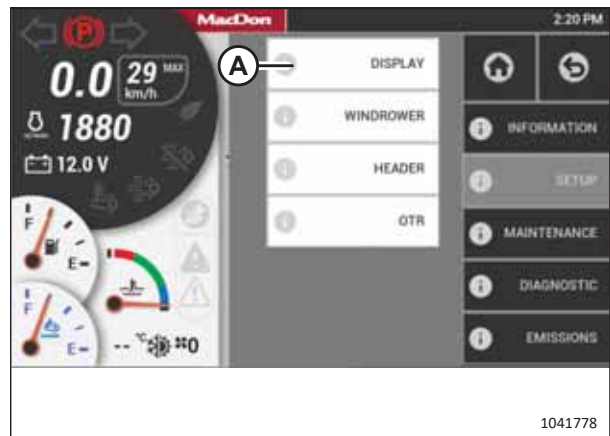 MacDon
2:20 PM
P
0.0
29 MAX
km/h
1880
12.0 V
F
E
F
E
-- °C
0
A
DISPLAY
WINDROWER
HEADER
OTR
INFORMATION
SETUP
MAINTENANCE
DIAGNOSTIC
EMISSIONS
1041778